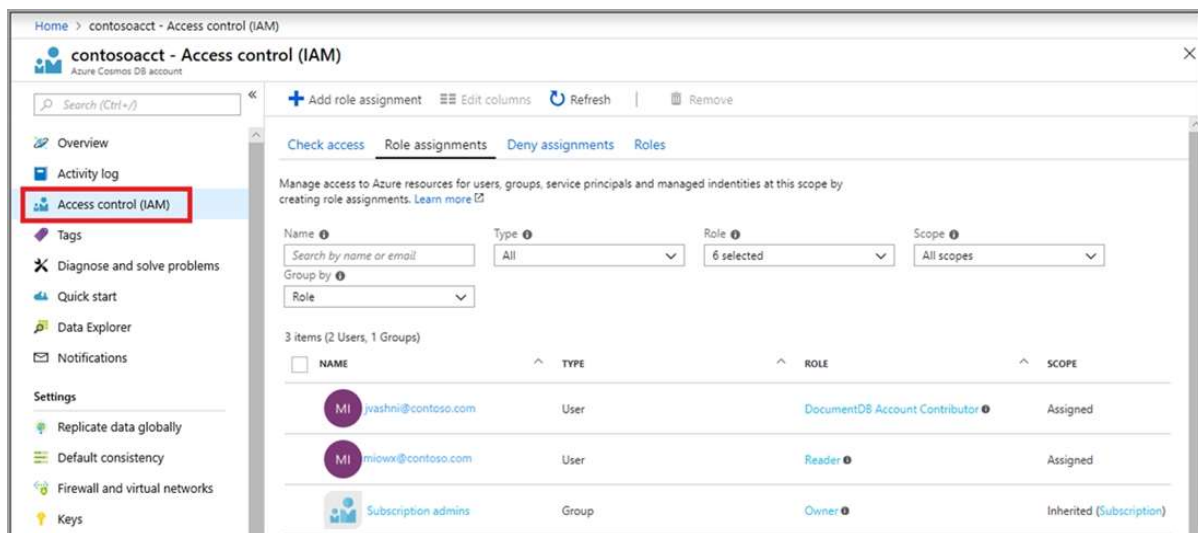 Home > contosoacct - Access control (IAM)
contosoacct - Access control (IAM)
Azure Cosmos DB account
Search (Ctrl+/)
Overview
Activity log
Access control (IAM)
Tags
Diagnose and solve problems
Quick start
Data Explorer
Notifications
Settings
Replicate data globally
Default consistency
Firewall and virtual networks
Keys
Add role assignment Edit columns Refresh Remove
Check access Role assignments Deny assignments Roles
Manage access to Azure resources for users, groups, service principals and managed indentities at this scope by
creating role assignments. Learn more
Name Type Role Scope
Search by name or email All 6 selected All scopes
Group by
Role
3 items (2 Users, 1 Groups)
NAME TYPE ROLE SCOPE
MI jvashni@contoso.com User DocumentDB Account Contributor Assigned
MI miowx@contoso.com User Reader Assigned
Subscription admins Group Owner Inherited (Subscription)